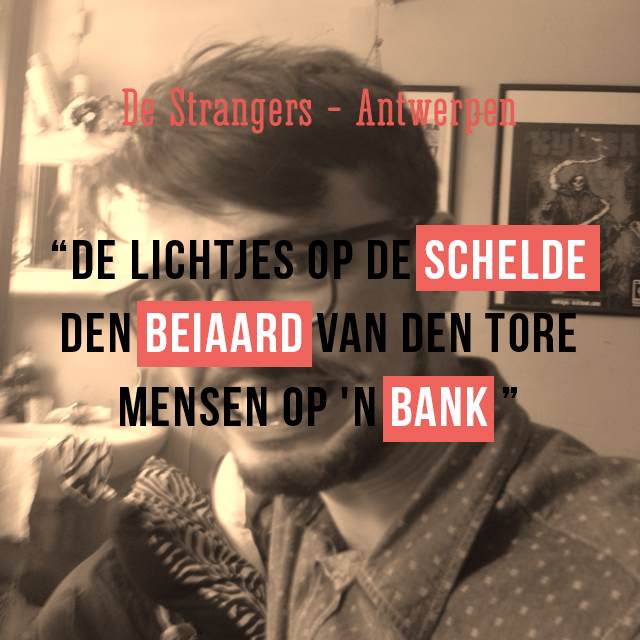 De Strangers - Antwerpen
“DE LICHTJES OP DE SCHELDE
DEN BEIAARD VAN DEN TORE
MENSEN OP 'N BANK ”